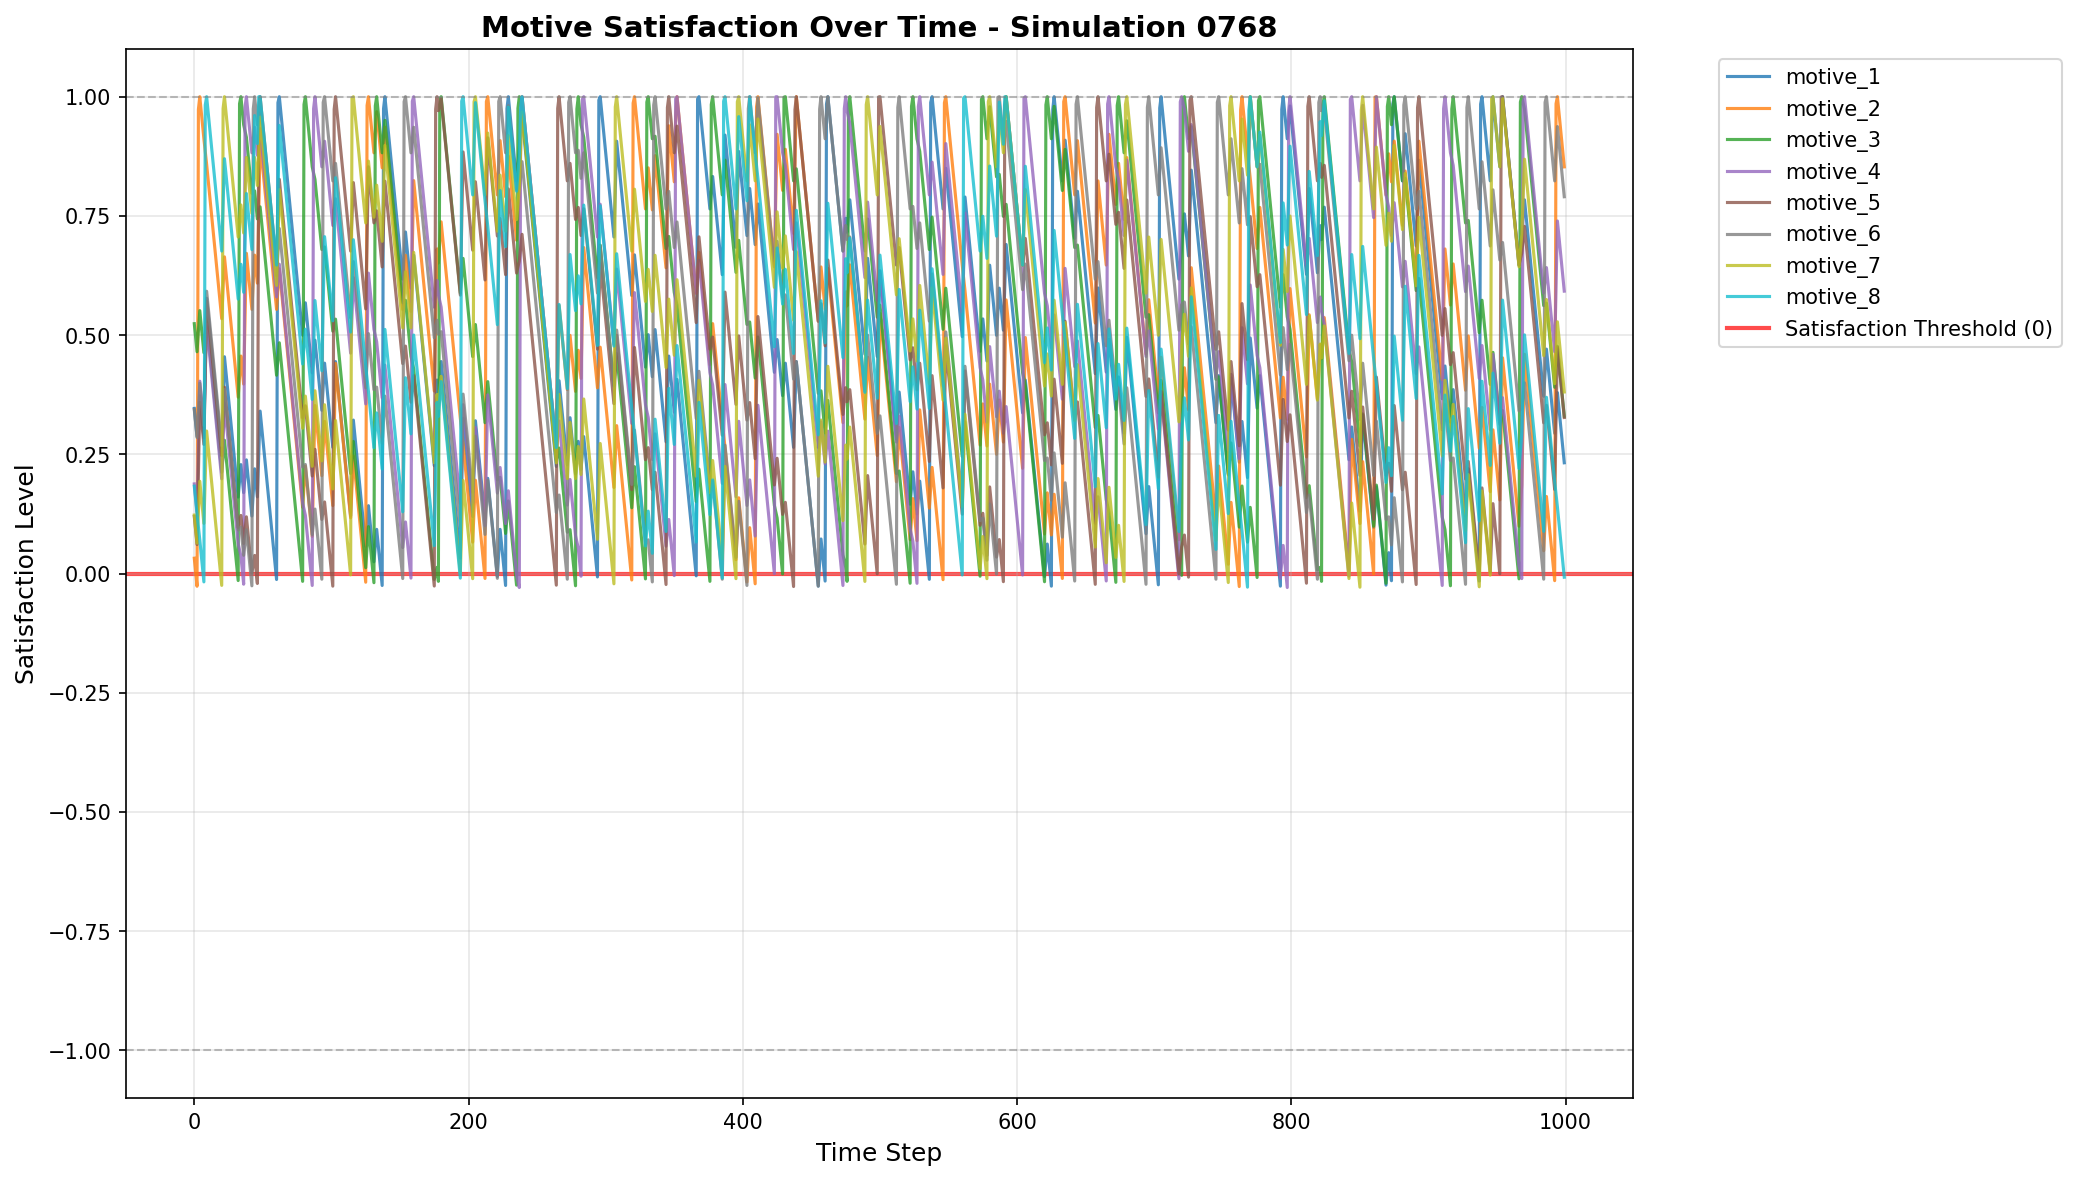 Motive Satisfaction Over Time - Simulation 0768
Satisfaction Level
1.00
0.75
0.50
0.25
0.00
−0.25
−0.50
−0.75
−1.00
0
200
400
600
800
1000
Time Step
motive_1
motive_2
motive_3
motive_4
motive_5
motive_6
motive_7
motive_8
Satisfaction Threshold (0)